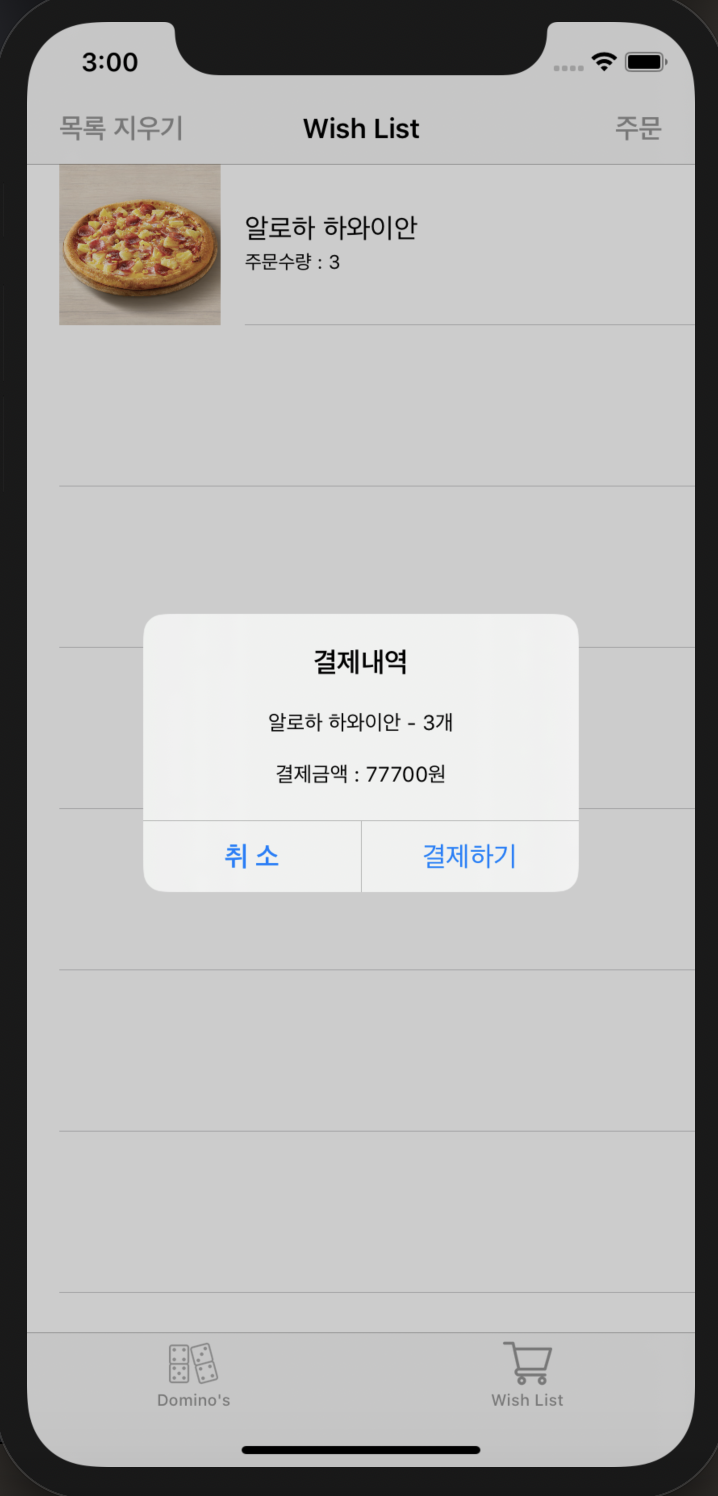 3:00
목록 지우기 Wish List 주문
알로하 하와이안
주문수량 : 3
결제내역
알로하 하와이안 - 3개
결제금액 : 77700원
취 소 결제하기
Domino's Wish List